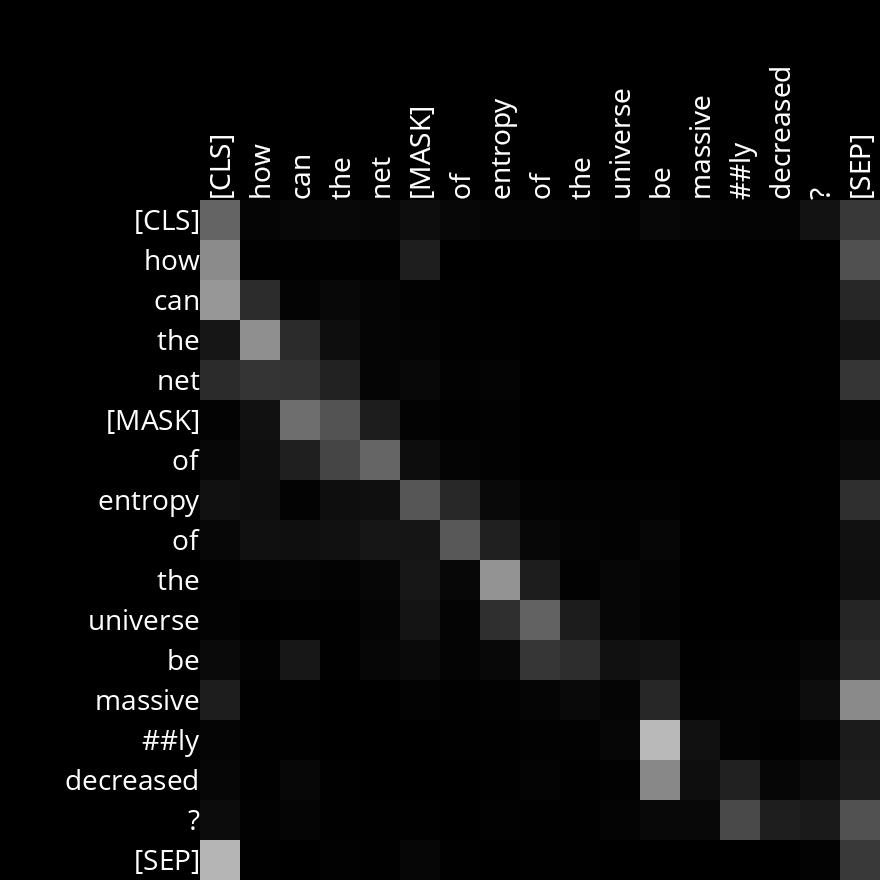 [CLS] how can the net [MASK] of entropy of the universe be massive ##ly decreased ? [SEP]
[CLS]
how
can
the
net
[MASK]
of
entropy
of
the
universe
be
massive
##ly
decreased
?
[SEP]